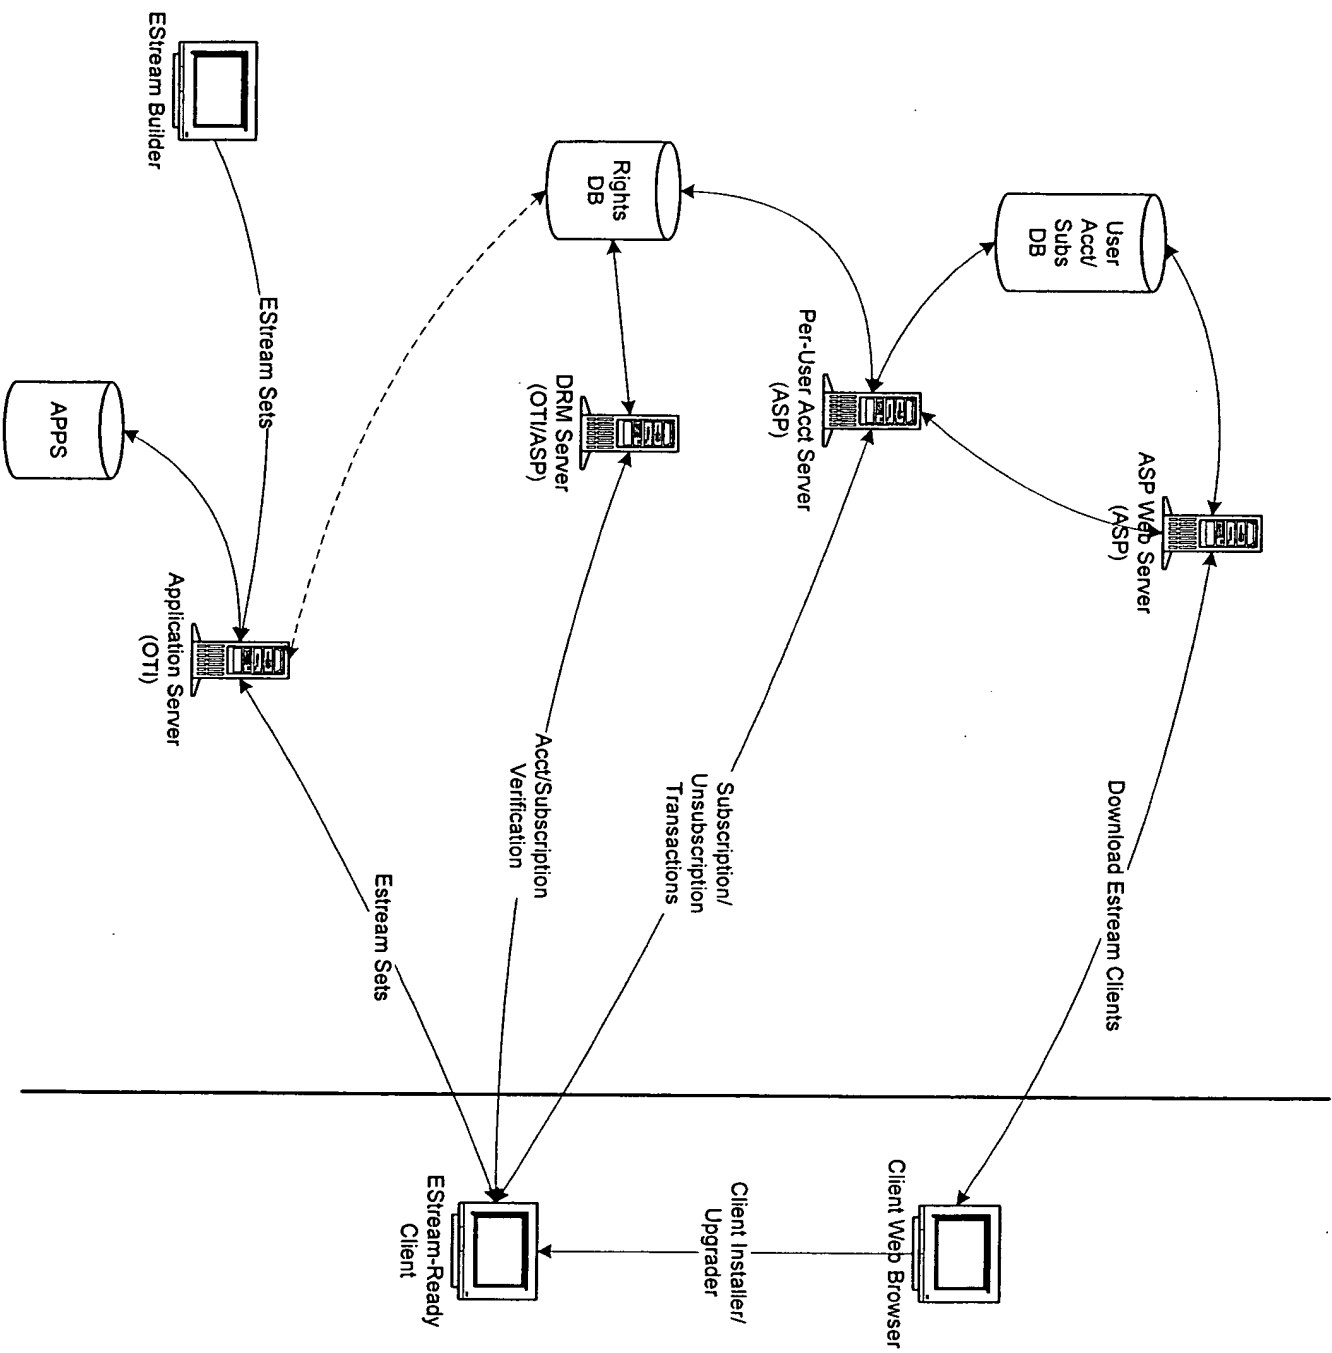 User
Acct/
Subs
DB
ASP Web Server
(ASP)
Download Estream Clients
Client Web Browser
Per-User Acct Server
(ASP)
Subscription/
Unsubscription
Transactions
Client Installer/
Upgrader
Rights
DB
DRM Server
(OTI/ASP)
Acct/Subscription
Verification
EStream-Ready
Client
EStream Builder
EStream Sets
Application Server
(OTI)
Estream Sets
APPS